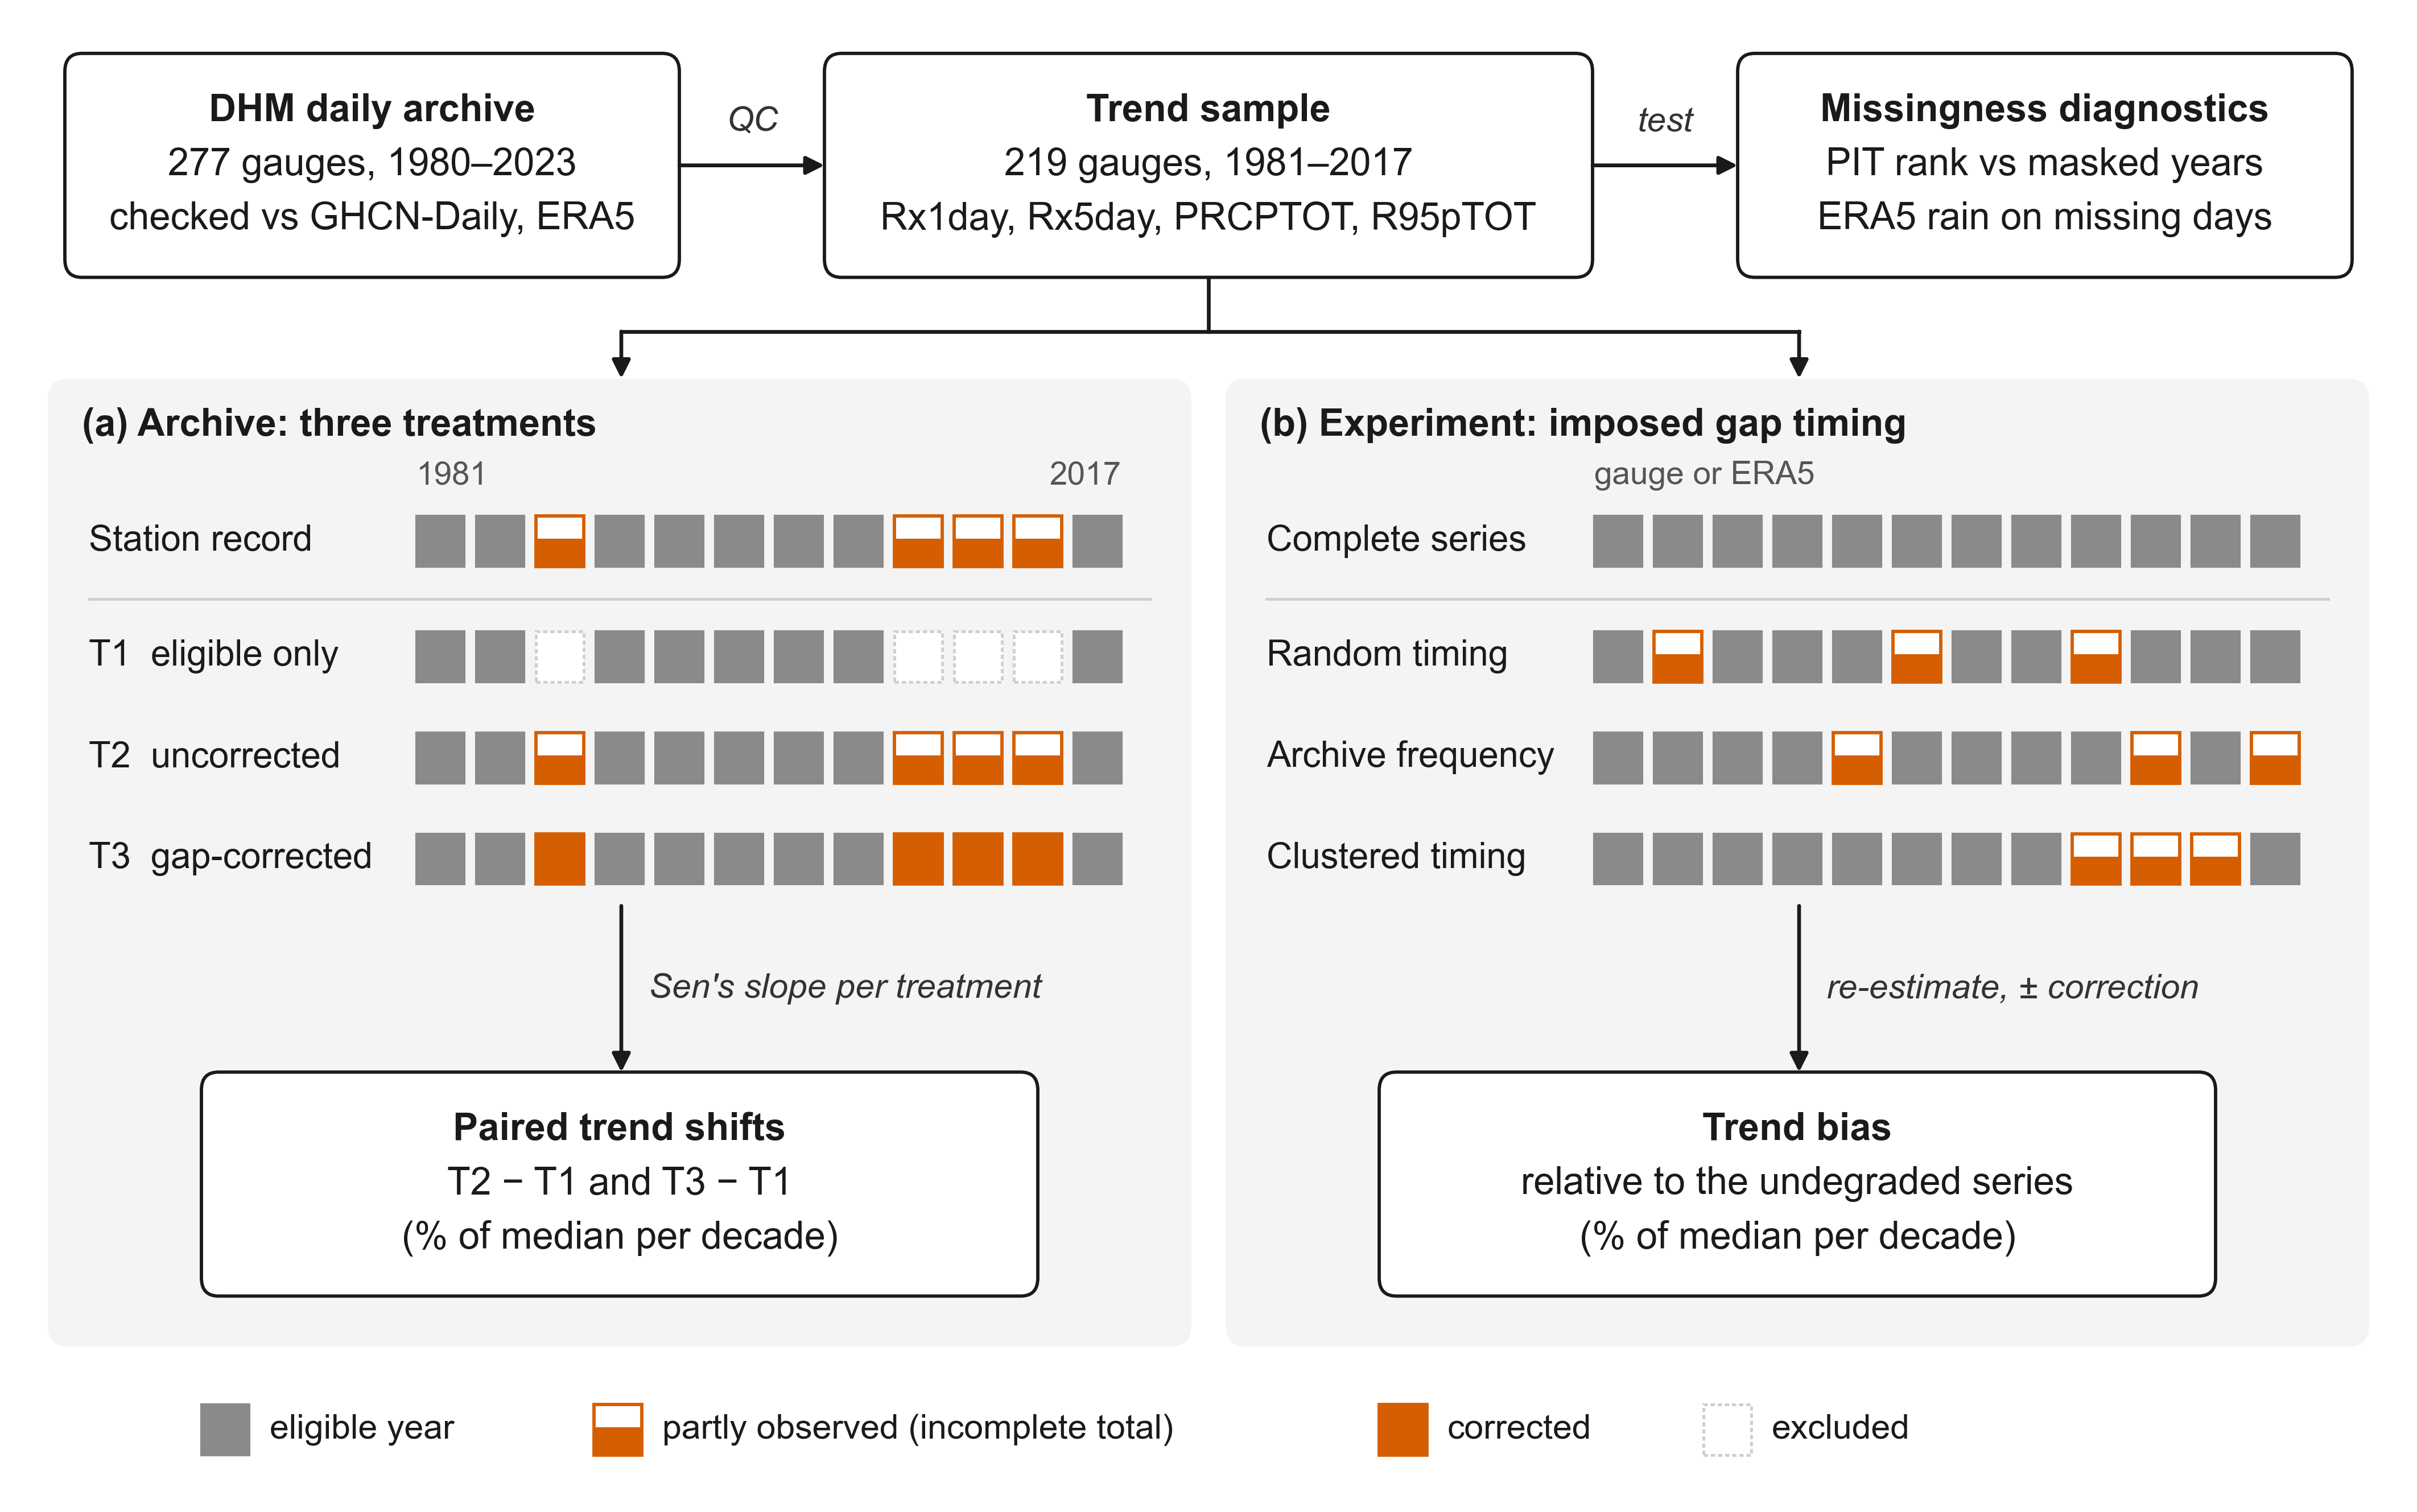 DHM daily archive
277 gauges, 1980–2023
checked vs GHCN-Daily, ERA5
QC
Trend sample
219 gauges, 1981–2017
Rx1day, Rx5day, PRCPTOT, R95pTOT
test
Missingness diagnostics
PIT rank vs masked years
ERA5 rain on missing days
(a) Archive: three treatments
1981 2017
Station record
T1 eligible only
T2 uncorrected
T3 gap-corrected
Sen's slope per treatment
Paired trend shifts
T2 − T1 and T3 − T1
(% of median per decade)
(b) Experiment: imposed gap timing
gauge or ERA5
Complete series
Random timing
Archive frequency
Clustered timing
re-estimate, ± correction
Trend bias
relative to the undegraded series
(% of median per decade)
eligible year
partly observed (incomplete total)
corrected
excluded